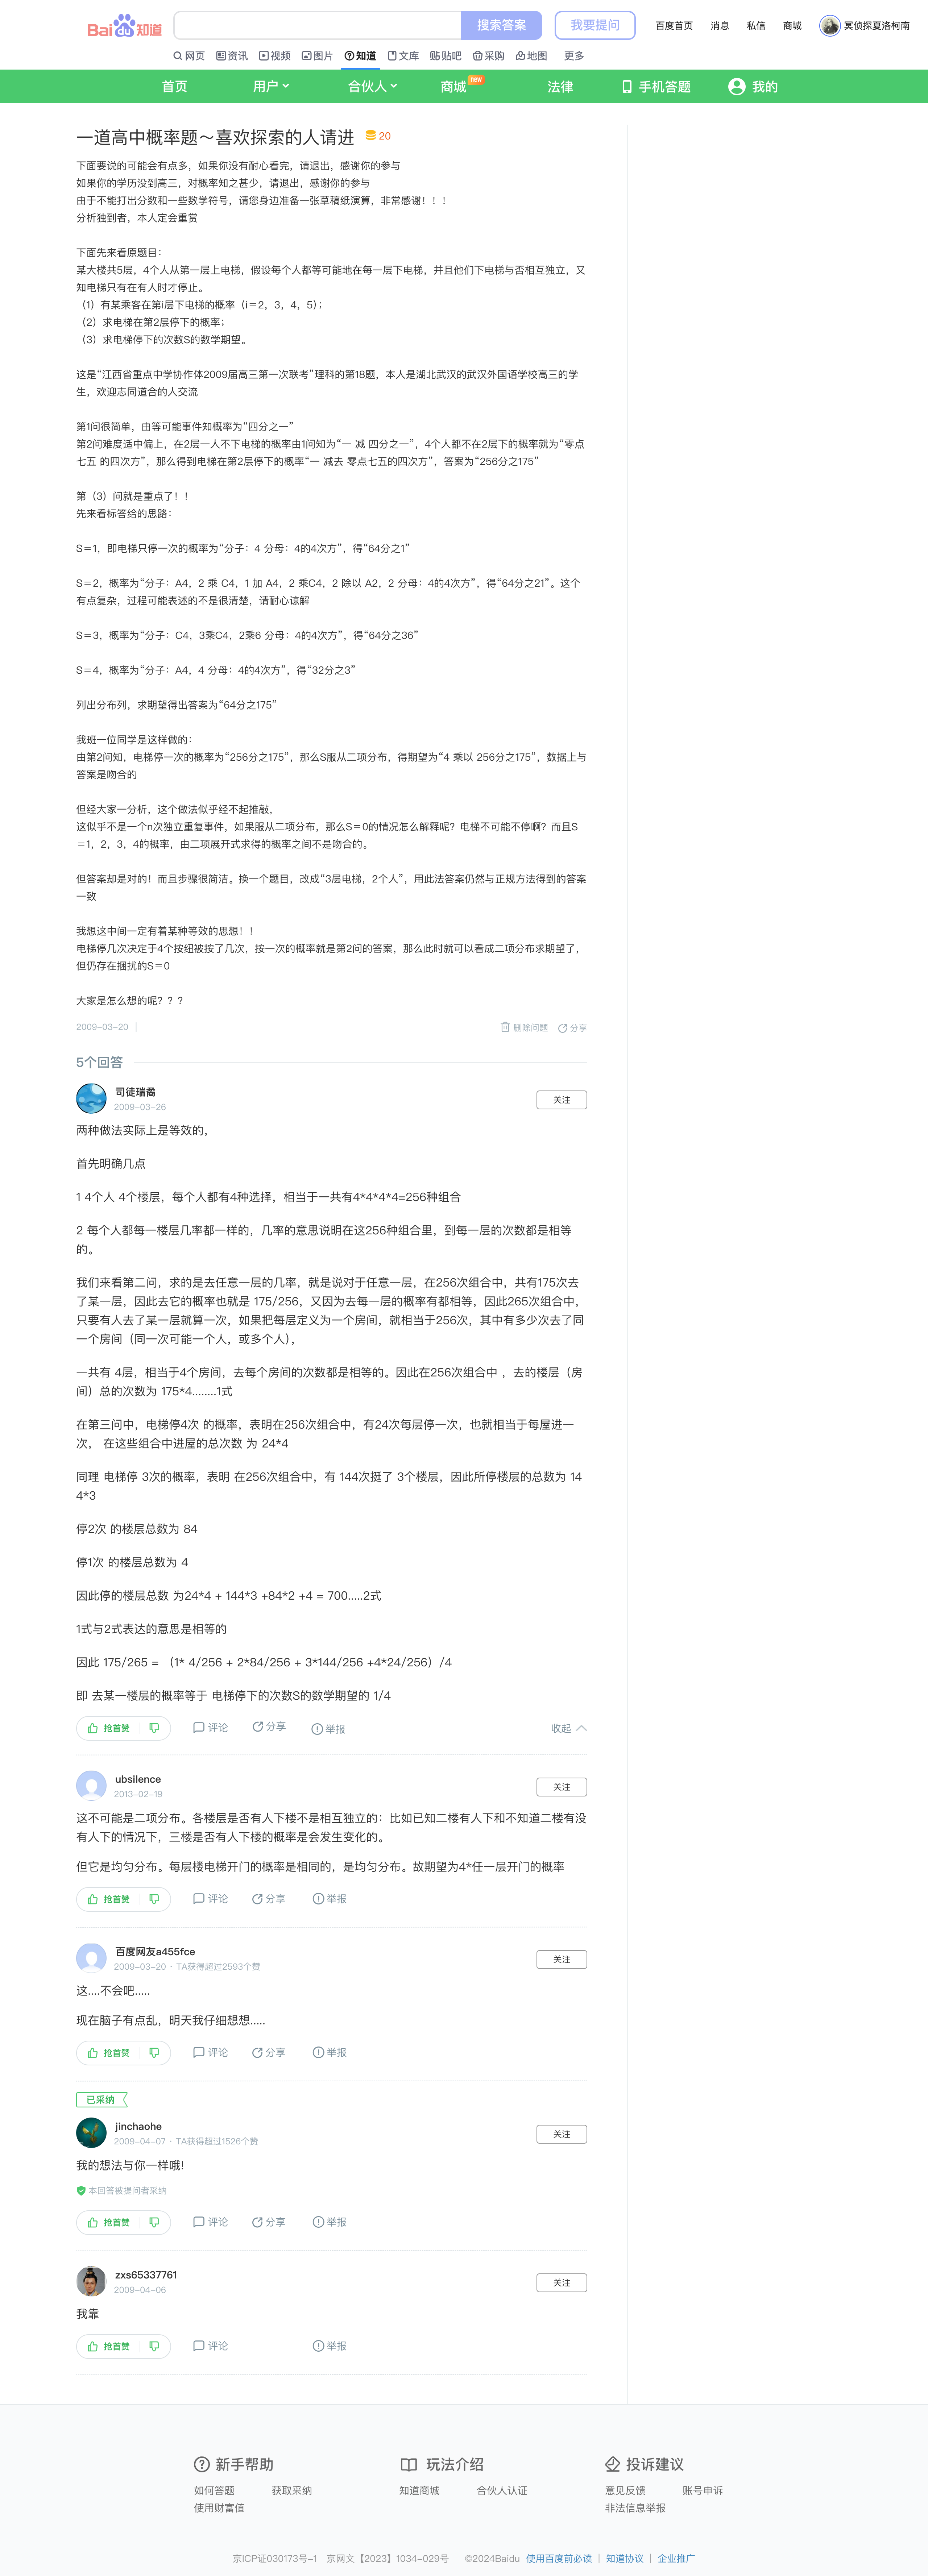 Bai du 知道
搜索答案
我要提问
百度首页 消息 私信 商城 冥侦探夏洛柯南
网页 资讯 视频 图片 知道 文库 贴吧 采购 地图 更多
首页 用户 合伙人 商城 new 法律 手机答题 我的
一道高中概率题～喜欢探索的人请进 20
下面要说的可能会有点多，如果你没有耐心看完，请退出，感谢你的参与
如果你的学历没到高三，对概率知之甚少，请退出，感谢你的参与
由于不能打出分数和一些数学符号，请您身边准备一张草稿纸演算，非常感谢！！！
分析独到者，本人定会重赏
下面先来看原题目：
某大楼共5层，4个人从第一层上电梯，假设每个人都等可能地在每一层下电梯，并且他们下电梯与否相互独立，又
知电梯只有在有人时才停止。
（1）有某乘客在第i层下电梯的概率（i＝2，3，4，5）；
（2）求电梯在第2层停下的概率；
（3）求电梯停下的次数S的数学期望。
这是“江西省重点中学协作体2009届高三第一次联考”理科的第18题，本人是湖北武汉的武汉外国语学校高三的学
生，欢迎志同道合的人交流
第1问很简单，由等可能事件知概率为“四分之一”
第2问难度适中偏上，在2层一人不下电梯的概率由1问知为“一 减 四分之一”，4个人都不在2层下的概率就为“零点
七五 的四次方”，那么得到电梯在第2层停下的概率“一 减去 零点七五的四次方”，答案为“256分之175”
第（3）问就是重点了！！
先来看标答给的思路：
S＝1，即电梯只停一次的概率为“分子：4 分母：4的4次方”，得“64分之1”
S＝2，概率为“分子：A4，2 乘 C4，1 加 A4，2 乘C4，2 除以 A2，2 分母：4的4次方”，得“64分之21”。这个
有点复杂，过程可能表述的不是很清楚，请耐心谅解
S＝3，概率为“分子：C4，3乘C4，2乘6 分母：4的4次方”，得“64分之36”
S＝4，概率为“分子：A4，4 分母：4的4次方”，得“32分之3”
列出分布列，求期望得出答案为“64分之175”
我班一位同学是这样做的：
由第2问知，电梯停一次的概率为“256分之175”，那么S服从二项分布，得期望为“4 乘以 256分之175”，数据上与
答案是吻合的
但经大家一分析，这个做法似乎经不起推敲，
这似乎不是一个n次独立重复事件，如果服从二项分布，那么S＝0的情况怎么解释呢？电梯不可能不停啊？而且S
＝1，2，3，4的概率，由二项展开式求得的概率之间不是吻合的。
但答案却是对的！而且步骤很简洁。换一个题目，改成“3层电梯，2个人”，用此法答案仍然与正规方法得到的答案
一致
我想这中间一定有着某种等效的思想！！
电梯停几次决定于4个按纽被按了几次，按一次的概率就是第2问的答案，那么此时就可以看成二项分布求期望了，
但仍存在捆扰的S＝0
大家是怎么想的呢？？？
2009-03-20 删除问题 分享
5个回答
司徒瑞矞
2009-03-26
关注
两种做法实际上是等效的，
首先明确几点
1 4个人 4个楼层，每个人都有4种选择，相当于一共有4*4*4*4=256种组合
2 每个人都每一楼层几率都一样的，几率的意思说明在这256种组合里，到每一层的次数都是相等
的。
我们来看第二问，求的是去任意一层的几率，就是说对于任意一层，在256次组合中，共有175次去
了某一层，因此去它的概率也就是 175/256，又因为去每一层的概率有都相等，因此265次组合中，
只要有人去了某一层就算一次，如果把每层定义为一个房间，就相当于256次，其中有多少次去了同
一个房间（同一次可能一个人，或多个人），
一共有 4层，相当于4个房间，去每个房间的次数都是相等的。因此在256次组合中 ，去的楼层（房
间）总的次数为 175*4........1式
在第三问中，电梯停4次 的概率，表明在256次组合中，有24次每层停一次，也就相当于每屋进一
次， 在这些组合中进屋的总次数 为 24*4
同理 电梯停 3次的概率，表明 在256次组合中，有 144次挺了 3个楼层，因此所停楼层的总数为 14
4*3
停2次 的楼层总数为 84
停1次 的楼层总数为 4
因此停的楼层总数 为24*4 + 144*3 +84*2 +4 = 700.....2式
1式与2式表达的意思是相等的
因此 175/265 = （1* 4/256 + 2*84/256 + 3*144/256 +4*24/256）/4
即 去某一楼层的概率等于 电梯停下的次数S的数学期望的 1/4
抢首赞 评论 分享 举报 收起
ubsilence
2013-02-19
关注
这不可能是二项分布。各楼层是否有人下楼不是相互独立的：比如已知二楼有人下和不知道二楼有没
有人下的情况下，三楼是否有人下楼的概率是会发生变化的。
但它是均匀分布。每层楼电梯开门的概率是相同的，是均匀分布。故期望为4*任一层开门的概率
抢首赞 评论 分享 举报
百度网友a455fce
2009-03-20 · TA获得超过2593个赞
关注
这....不会吧.....
现在脑子有点乱，明天我仔细想想.....
抢首赞 评论 分享 举报
已采纳
jinchaohe
2009-04-07 · TA获得超过1526个赞
关注
我的想法与你一样哦！
本回答被提问者采纳
抢首赞 评论 分享 举报
zxs65337761
2009-04-06
关注
我靠
抢首赞 评论 举报
新手帮助 玩法介绍 投诉建议
如何答题 获取采纳 知道商城 合伙人认证 意见反馈 账号申诉
使用财富值 非法信息举报
京ICP证030173号-1 京网文【2023】1034-029号 ©2024Baidu 使用百度前必读 | 知道协议 | 企业推广